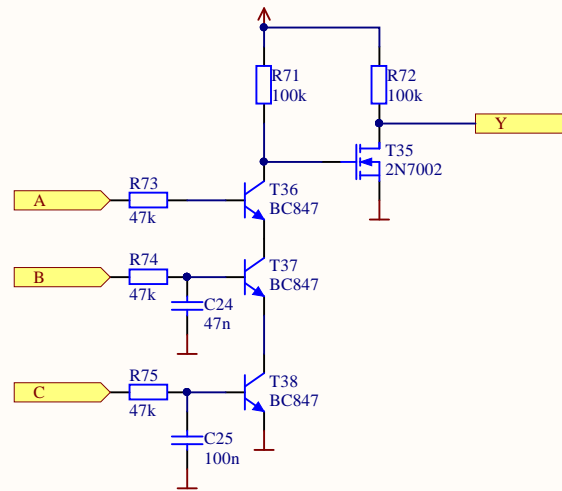 R71
100k
R72
100k
Y
T35
2N7002
R73
47k
A
T36
BC847
R74
47k
B
C24
47n
T37
BC847
R75
47k
C
C25
100n
T38
BC847